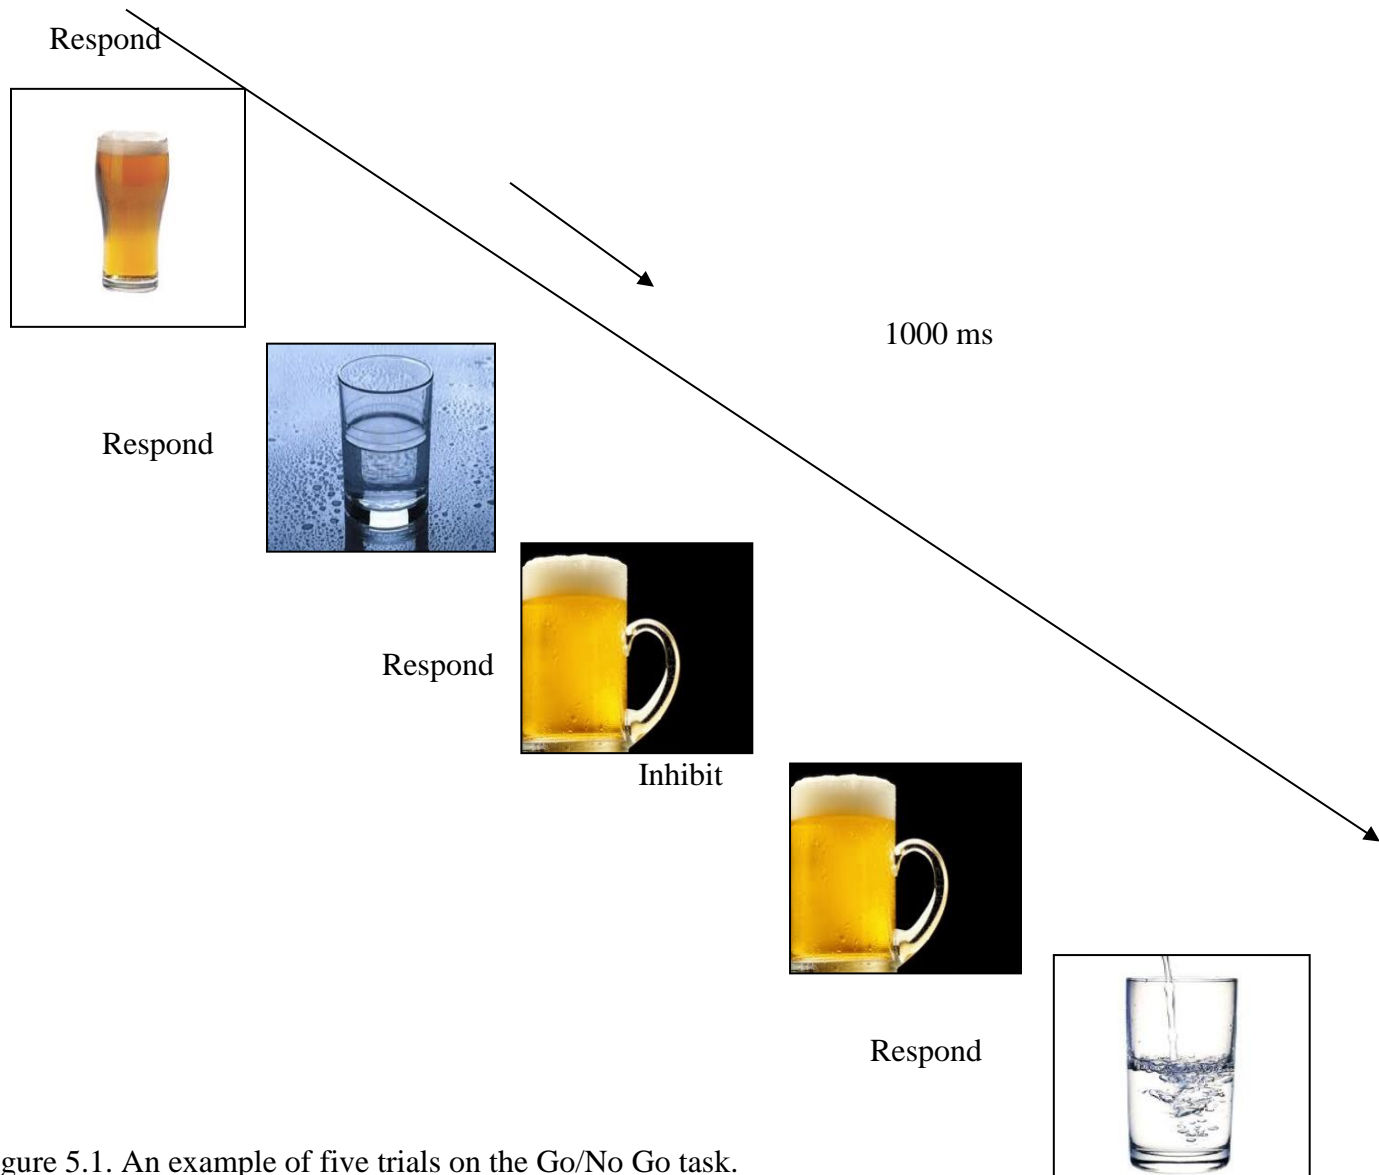 Respond
1000 ms
Respond
Respond
Inhibit
Respond
gure 5.1. An example of five trials on the Go/No Go task.